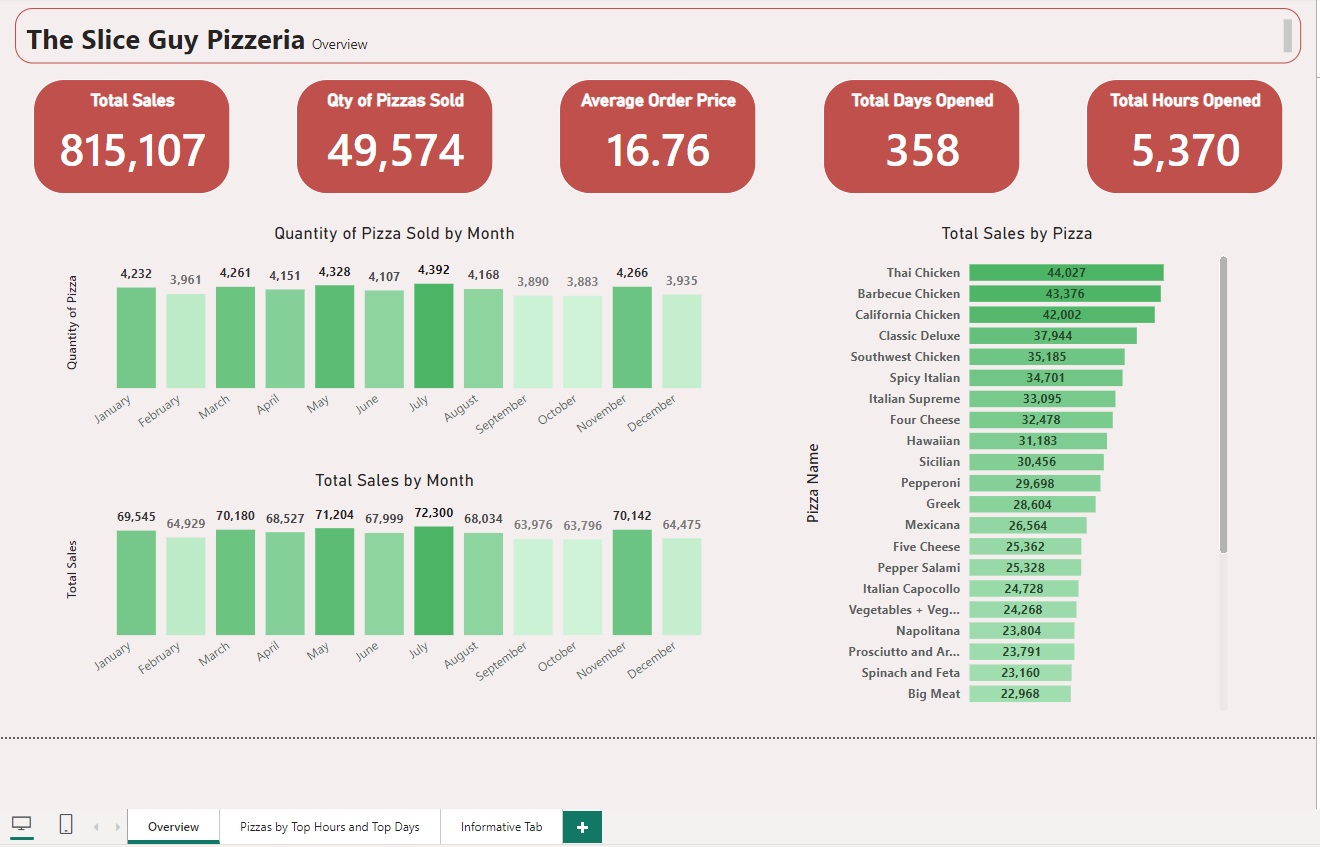 The Slice Guy Pizzeria Overview
Total Sales
815,107
Qty of Pizzas Sold
49,574
Average Order Price
16.76
Total Days Opened
358
Total Hours Opened
5,370
Quantity of Pizza Sold by Month
Quantity of Pizza
4,232 3,961 4,261 4,151 4,328 4,107 4,392 4,168 3,890 3,883 4,266 3,935
January February March April May June July August September October November December
Total Sales by Month
Total Sales
69,545 64,929 70,180 68,527 71,204 67,999 72,300 68,034 63,976 63,796 70,142 64,475
January February March April May June July August September October November December
Total Sales by Pizza
Pizza Name
Thai Chicken 44,027
Barbecue Chicken 43,376
California Chicken 42,002
Classic Deluxe 37,944
Southwest Chicken 35,185
Spicy Italian 34,701
Italian Supreme 33,095
Four Cheese 32,478
Hawaiian 31,183
Sicilian 30,456
Pepperoni 29,698
Greek 28,604
Mexicana 26,564
Five Cheese 25,362
Pepper Salami 25,328
Italian Capocollo 24,728
Vegetables + Veg... 24,268
Napolitana 23,804
Prosciutto and Ar... 23,791
Spinach and Feta 23,160
Big Meat 22,968
Overview Pizzas by Top Hours and Top Days Informative Tab +